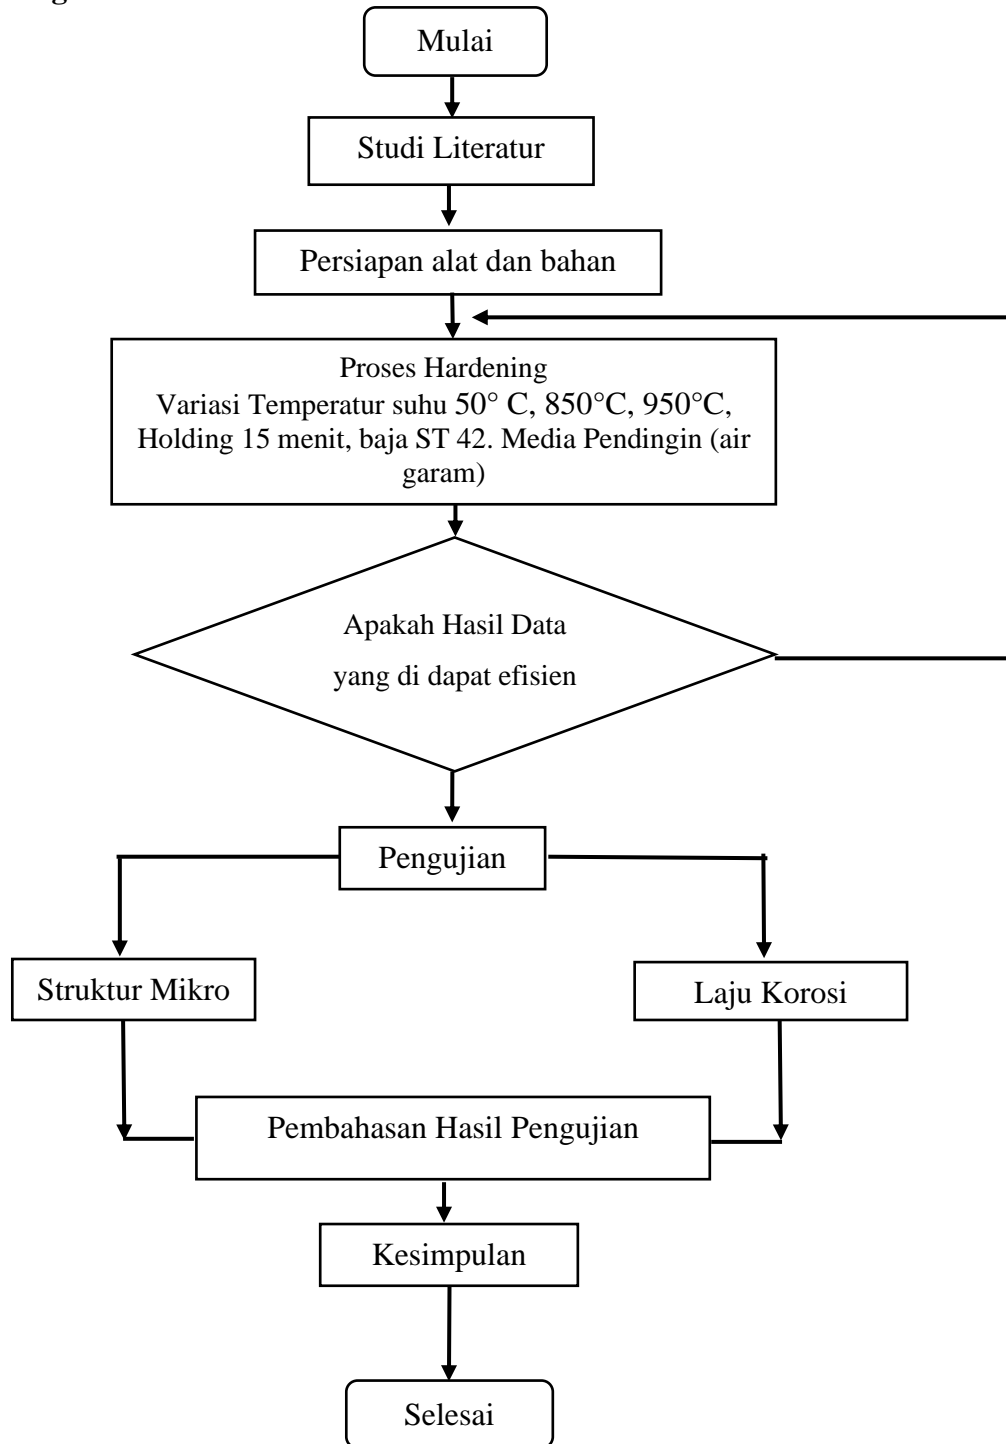 Mulai
Studi Literatur
Persiapan alat dan bahan
Proses Hardening
Variasi Temperatur suhu 50° C, 850°C, 950°C,
Holding 15 menit, baja ST 42. Media Pendingin (air
garam)
Apakah Hasil Data
yang di dapat efisien
Pengujian
Struktur Mikro
Laju Korosi
Pembahasan Hasil Pengujian
Kesimpulan
Selesai